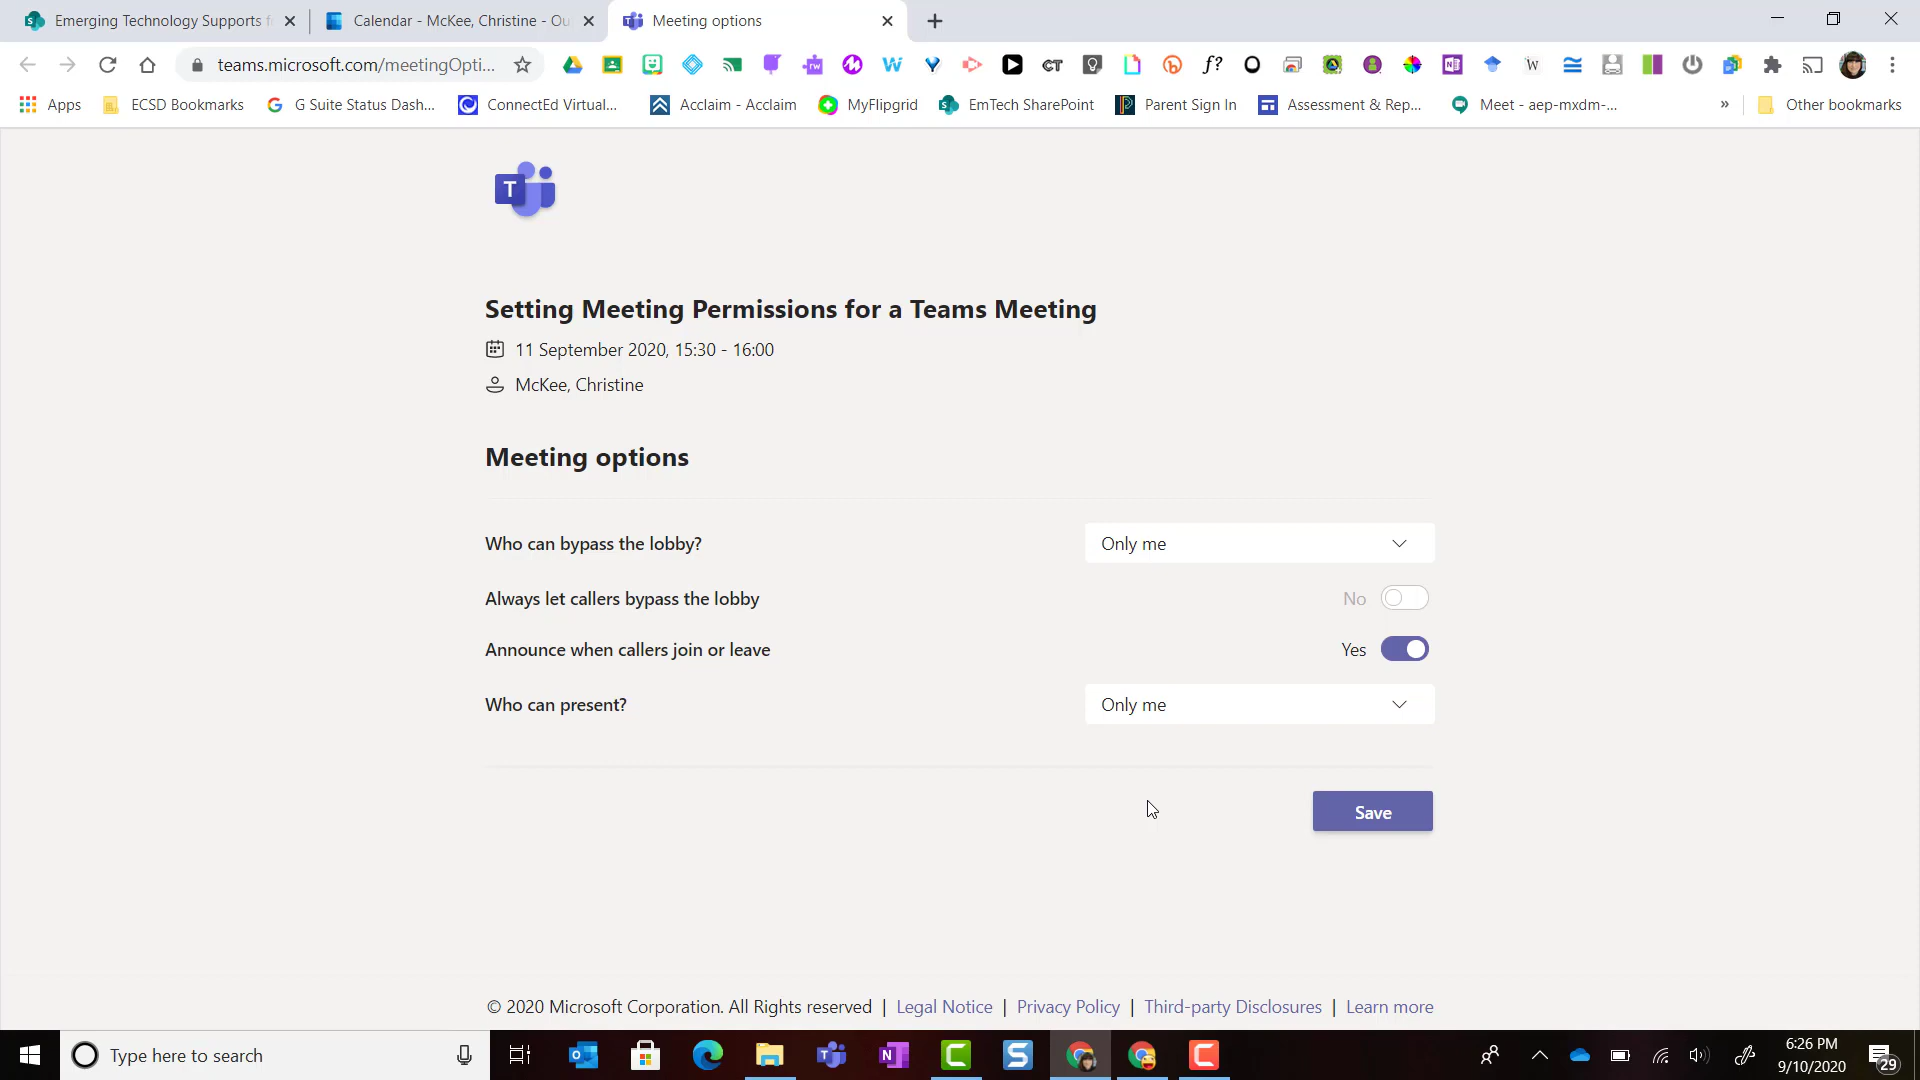 Emerging Technology Supports f
Calendar - McKee, Christine - Ou
Meeting options
teams.microsoft.com/meetingOpti...
Apps
ECSD Bookmarks
G Suite Status Dash...
ConnectEd Virtual...
Acclaim - Acclaim
MyFlipgrid
EmTech SharePoint
Parent Sign In
Assessment & Rep...
Meet - aep-mxdm-...
»
Other bookmarks
T
Setting Meeting Permissions for a Teams Meeting
11 September 2020, 15:30 - 16:00
McKee, Christine
Meeting options
Who can bypass the lobby?
Only me
Always let callers bypass the lobby
No
Announce when callers join or leave
Yes
Who can present?
Only me
Save
© 2020 Microsoft Corporation. All Rights reserved | Legal Notice | Privacy Policy | Third-party Disclosures | Learn more
Type here to search
6:26 PM
9/10/2020
29